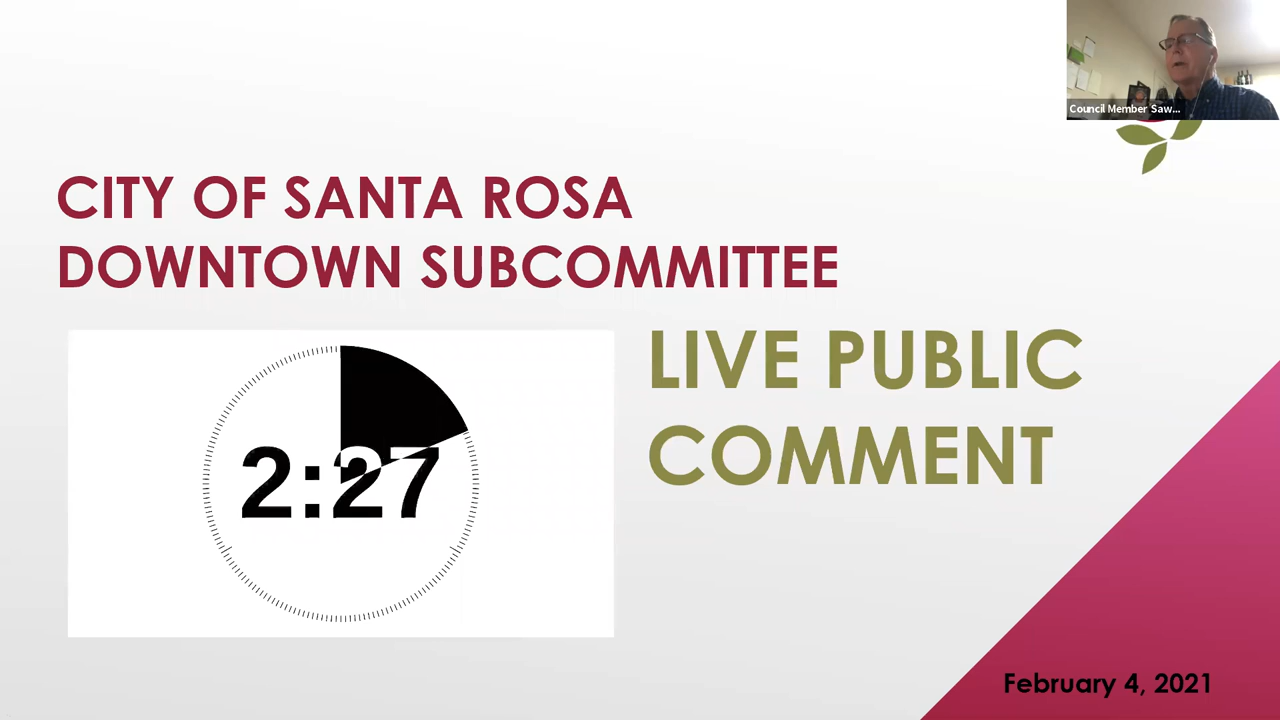 Council Member Saw...
CITY OF SANTA ROSA
DOWNTOWN SUBCOMMITTEE
LIVE PUBLIC
COMMENT
2:27
February 4, 2021